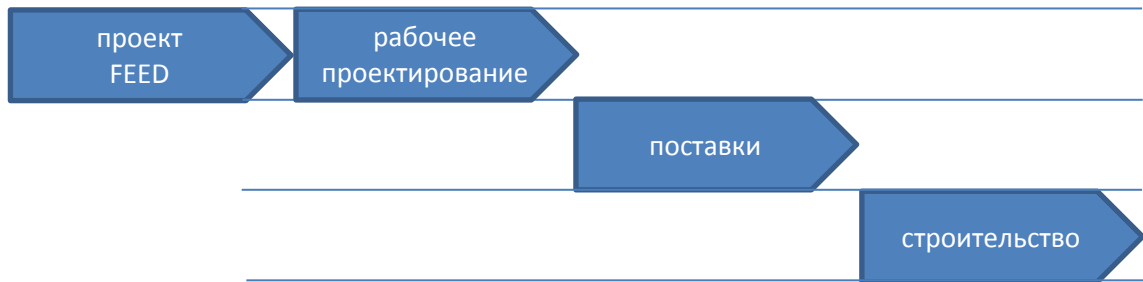 проект
FEED
рабочее
проектирование
поставки
строительство